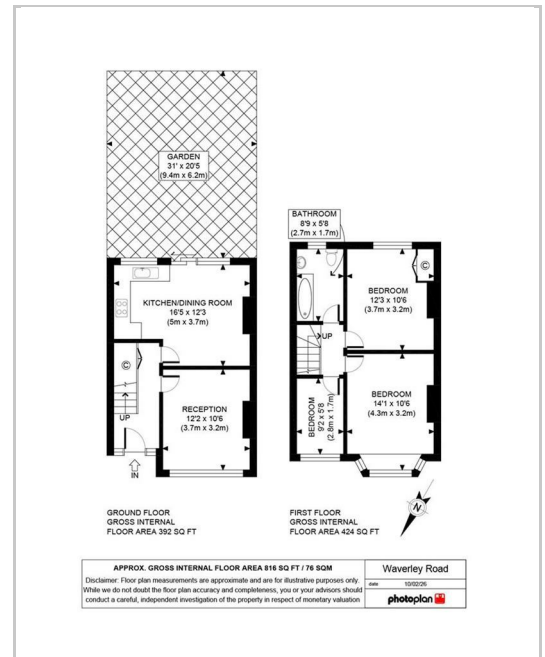 GARDEN
31' x 20'5
(9.4m x 6.2m)
BATHROOM
8'9 x 5'8
(2.7m x 1.7m)
KITCHEN/DINING ROOM
16'5 x 12'3
(5m x 3.7m)
C
UP
IN
RECEPTION
12'2 x 10'6
(3.7m x 3.2m)
C
BEDROOM
12'3 x 10'6
(3.7m x 3.2m)
UP
BEDROOM
9'2 x 5'8
(2.8m x 1.7m)
BEDROOM
14'1 x 10'6
(4.3m x 3.2m)
N
GROUND FLOOR
GROSS INTERNAL
FLOOR AREA 392 SQ FT
FIRST FLOOR
GROSS INTERNAL
FLOOR AREA 424 SQ FT
APPROX. GROSS INTERNAL FLOOR AREA 816 SQ FT / 76 SQM
Disclaimer: Floor plan measurements are approximate and are for illustrative purposes only.
While we do not doubt the floor plan accuracy and completeness, you or your advisors should
conduct a careful, independent investigation of the property in respect of monetary valuation
Waverley Road
date 10/02/26
photoplan